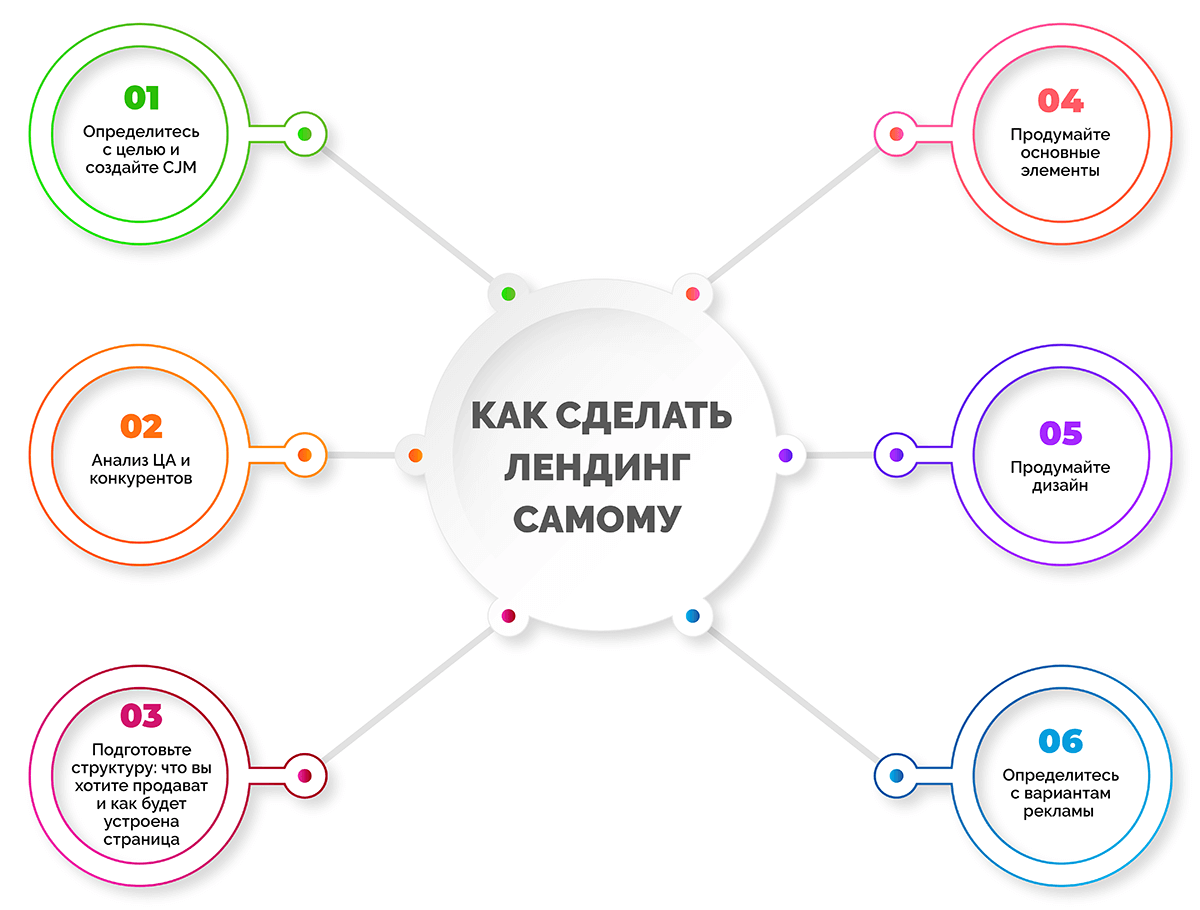 01
Определитесь
с целью и
создайте CJM
02
Анализ ЦА и
конкурентов
03
Подготовьте
структуру: что вы
хотите продават
и как будет
устроена
страница
КАК СДЕЛАТЬ
ЛЕНДИНГ
САМОМУ
04
Продумайте
основные
элементы
05
Продумайте
дизайн
06
Определитесь
с вариантам
рекламы